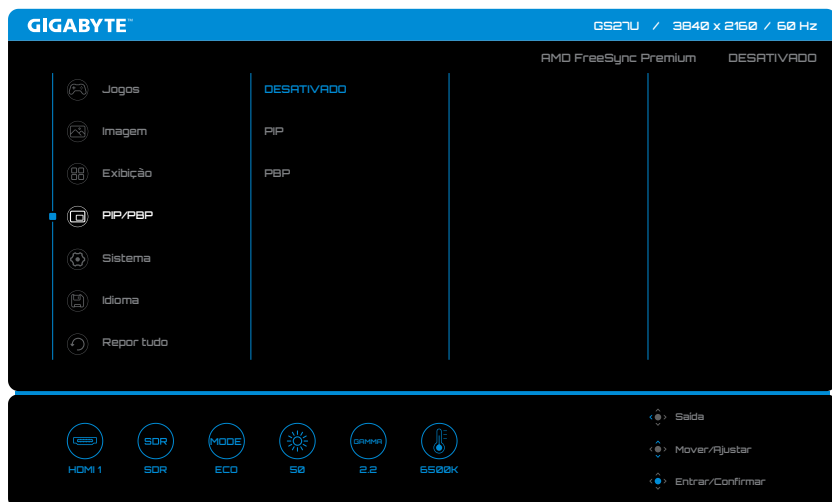 GIGABYTE™ GS27U / 3840 x 2160 / 60 Hz
AMD FreeSync Premium DESATIVADO
Jogos DESATIVADO
Imagem PIP
Exibição PBP
PIP/PBP
Sistema
Idioma
Repor tudo
Saída
SDR MODE GAMMA
Mover/Ajustar
HDMI 1 SDR ECO 50 2.2 6500K
Entrar/Confirmar